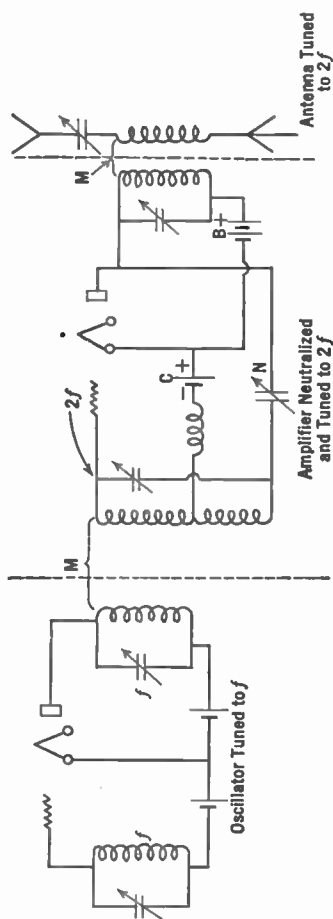 f
f
Oscillator Tuned to f
M
2f
C
− +
N
B +
Amplifier Neutralized
and Tuned to 2f
M
Antenna Tuned
to 2f